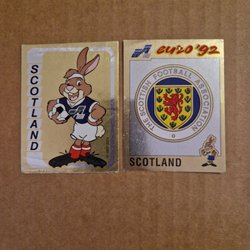 SCOTLAND
euro '92
THE SCOTTISH FOOTBALL ASSOCIATION
SCOTLAND